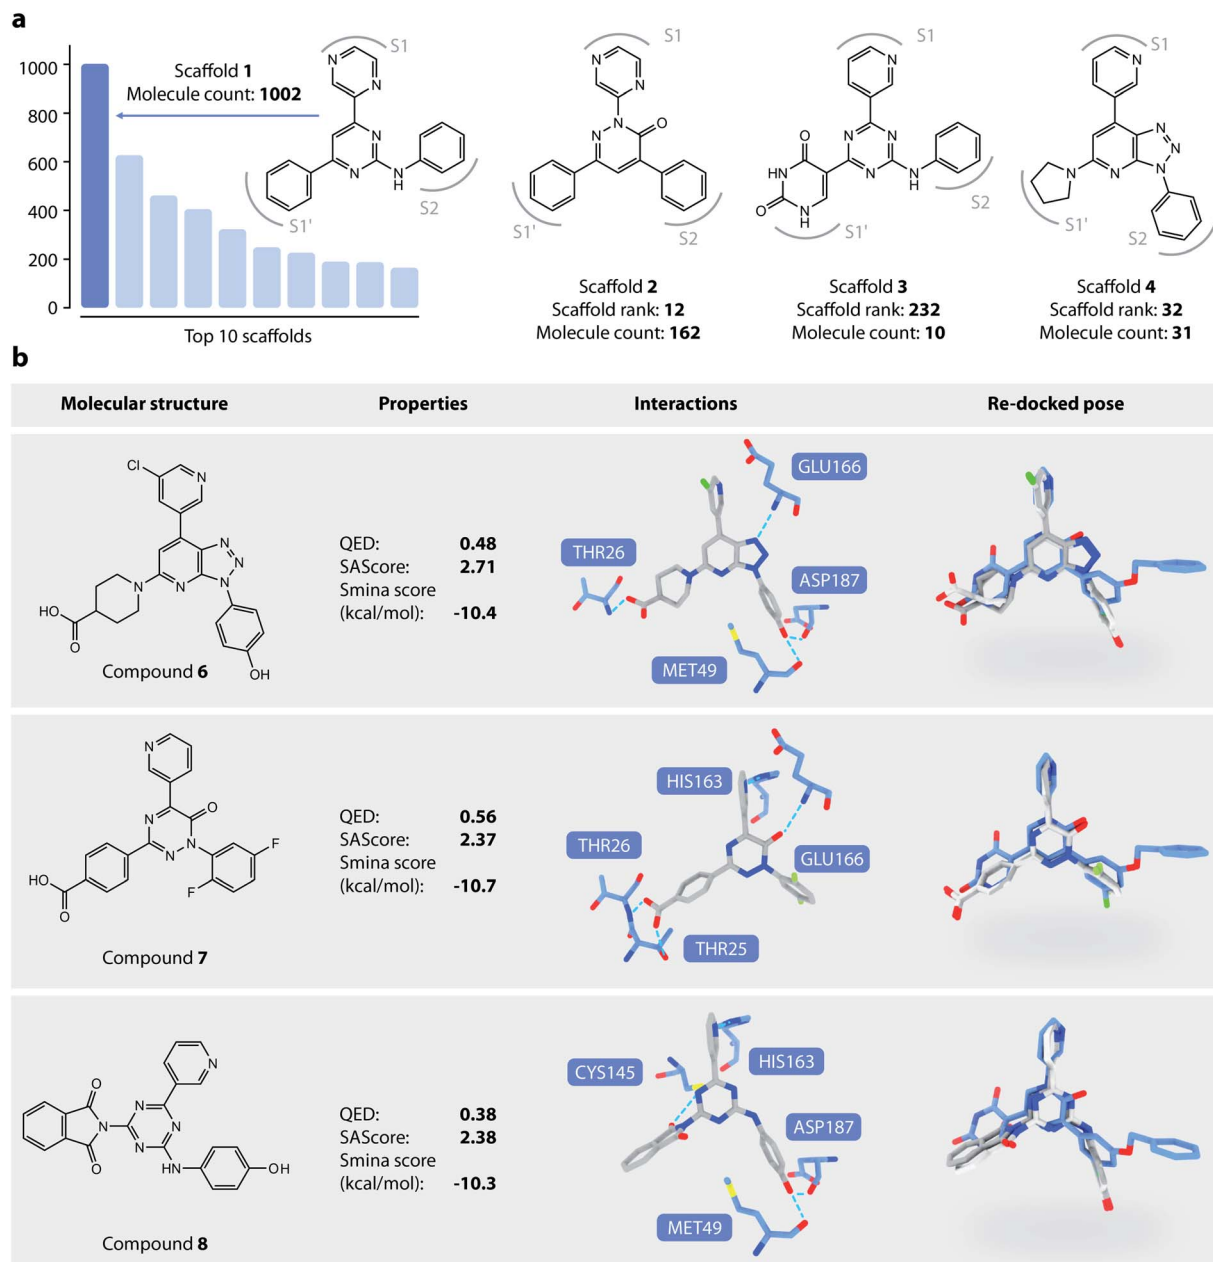 a
1000
800
600
400
200
0
Scaffold 1
Molecule count: 1002
Top 10 scaffolds
S1
N
N
N
N
N
H
S1'
S2
S1
N
N
N
N
O
S1'
S2
Scaffold 2
Scaffold rank: 12
Molecule count: 162
S1
N
N
N
N
N
H
O
HN
O
N
H
S1'
S2
Scaffold 3
Scaffold rank: 232
Molecule count: 10
S1
N
N
N
N
N
N
S1'
S2
Scaffold 4
Scaffold rank: 32
Molecule count: 31
b
Molecular structure Properties Interactions Re-docked pose
Cl
N
N
N
N
N
N
HO
O
OH
Compound 6
QED: 0.48
SAScore: 2.71
Smina score
(kcal/mol): -10.4
GLU166
THR26
ASP187
MET49
N
O
N
N
N
F
F
HO
O
Compound 7
QED: 0.56
SAScore: 2.37
Smina score
(kcal/mol): -10.7
HIS163
THR26
GLU166
THR25
N
O
N
O
N
N
N
NH
OH
Compound 8
QED: 0.38
SAScore: 2.38
Smina score
(kcal/mol): -10.3
CYS145
HIS163
ASP187
MET49